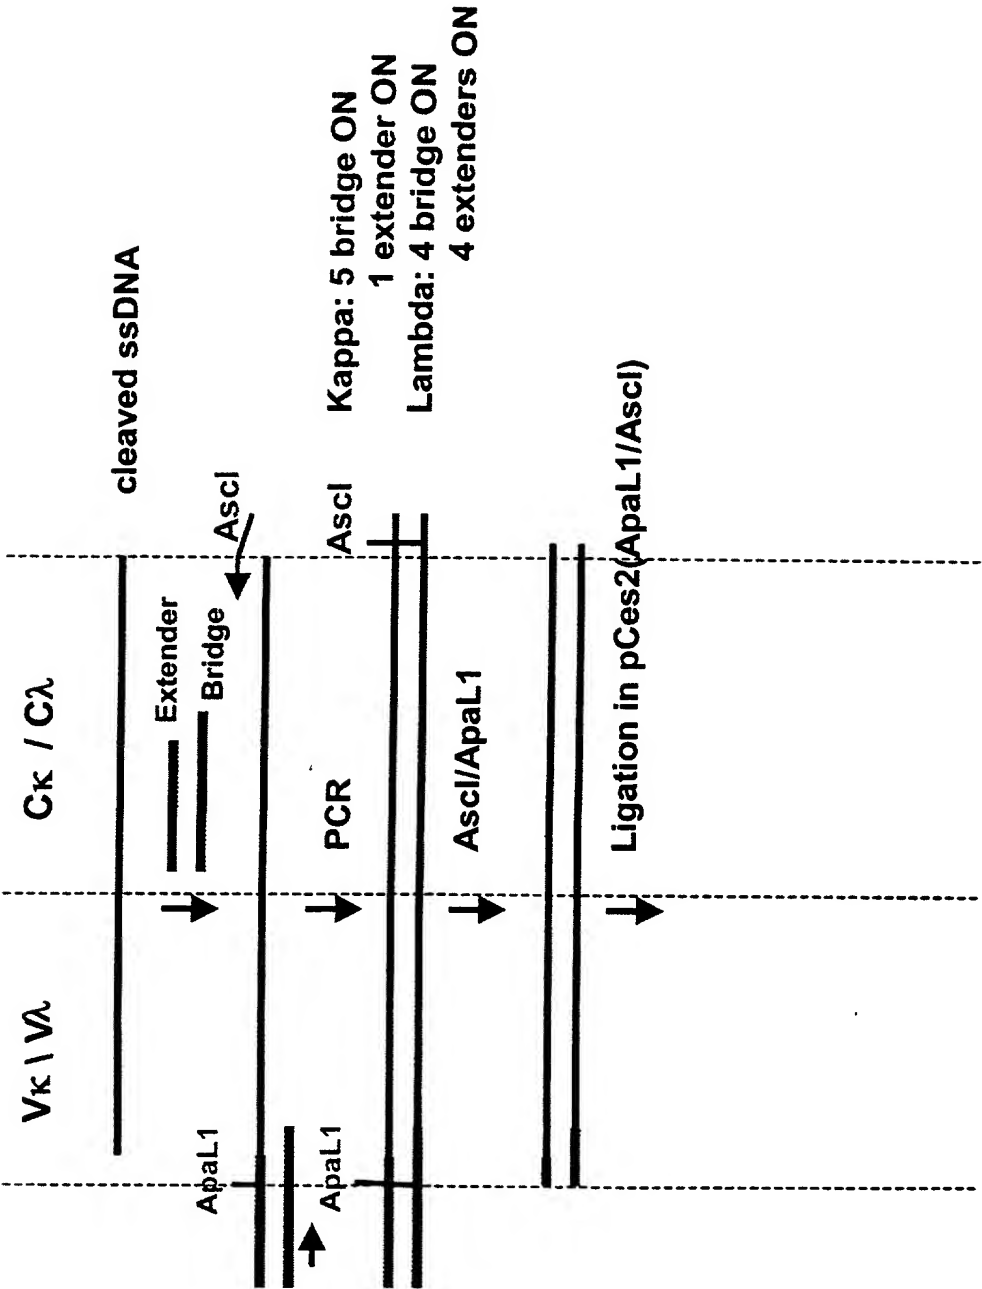 Vκ \ Vλ
Cκ / Cλ
cleaved ssDNA
Extender
Bridge
ApaL1
AscI
Kappa: 5 bridge ON
1 extender ON
Lambda: 4 bridge ON
4 extenders ON
PCR
ApaL1
AscI
AscI/ApaL1
Ligation in pCes2(ApaL1/AscI)